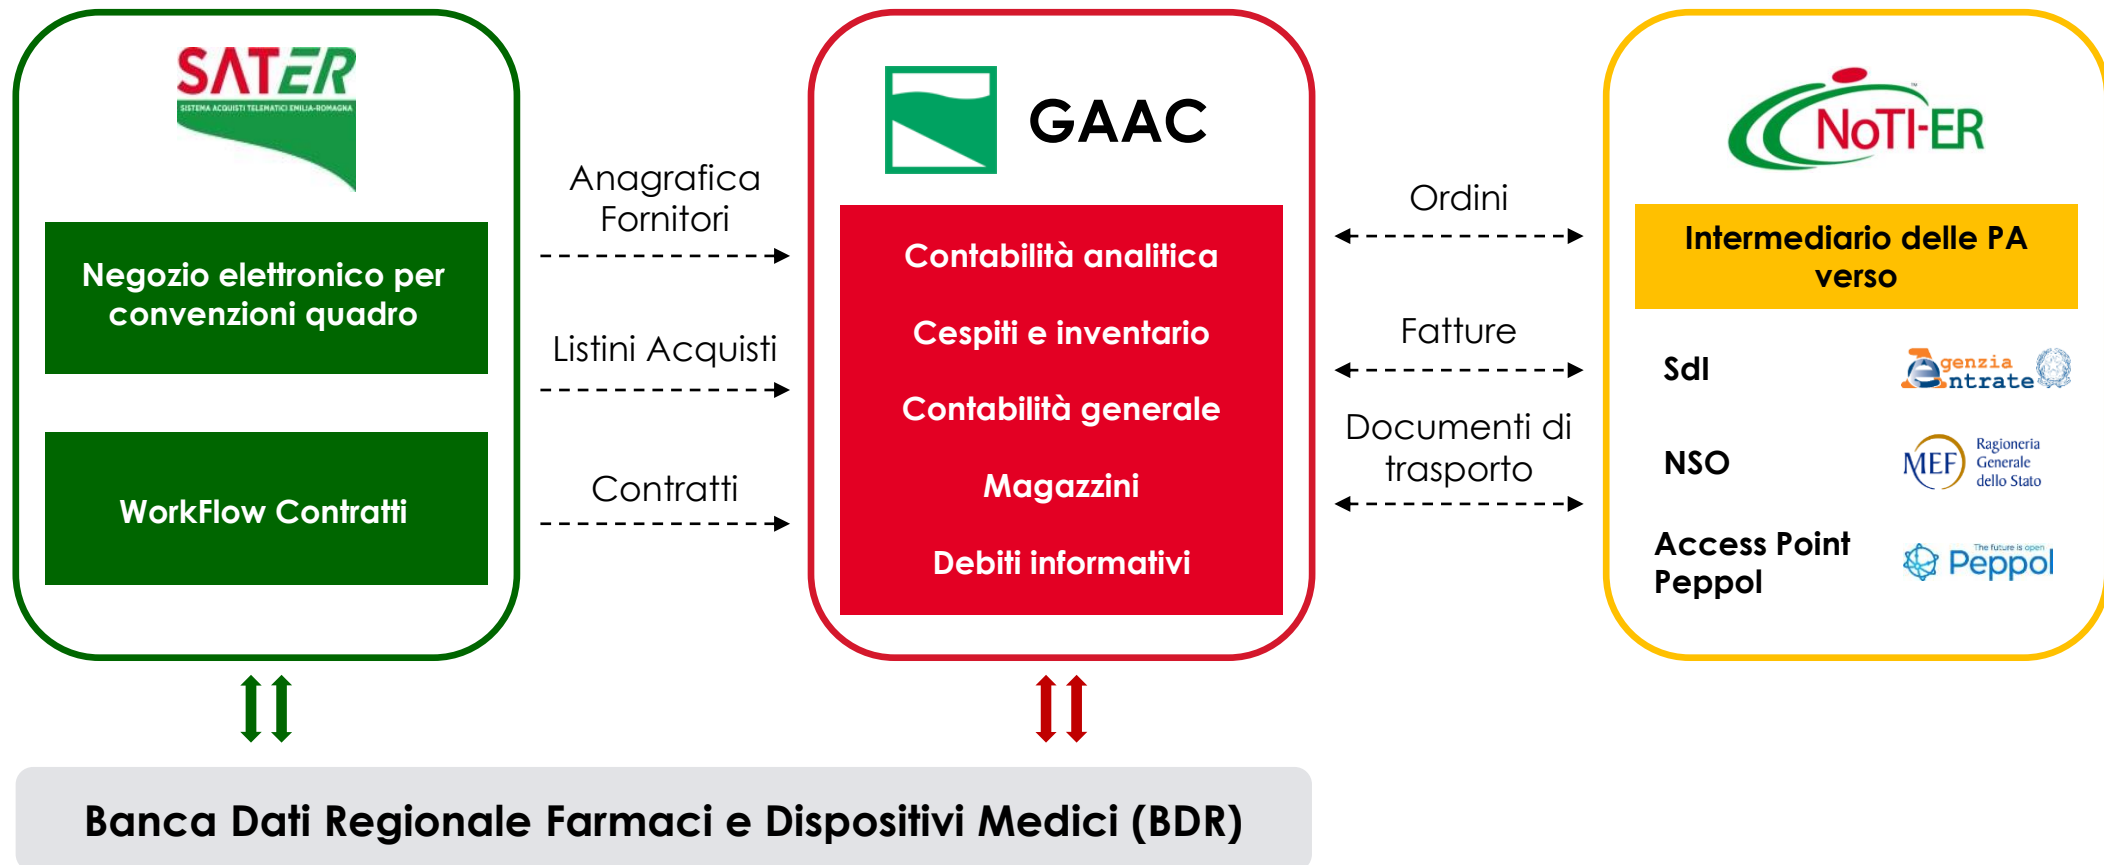 SATER
SISTEMA ACQUISTI TELEMATICI EMILIA-ROMAGNA
Negozio elettronico per
convenzioni quadro
WorkFlow Contratti
Anagrafica
Fornitori
Listini Acquisti
Contratti
GAAC
Contabilità analitica
Cespiti e inventario
Contabilità generale
Magazzini
Debiti informativi
Ordini
Fatture
Documenti di
trasporto
NoTI-ER
™
Intermediario delle PA
verso
SdI
Agenzia
Entrate
NSO
MEF
Ragioneria
Generale
dello Stato
Access Point
Peppol
The future is open
Peppol
Banca Dati Regionale Farmaci e Dispositivi Medici (BDR)